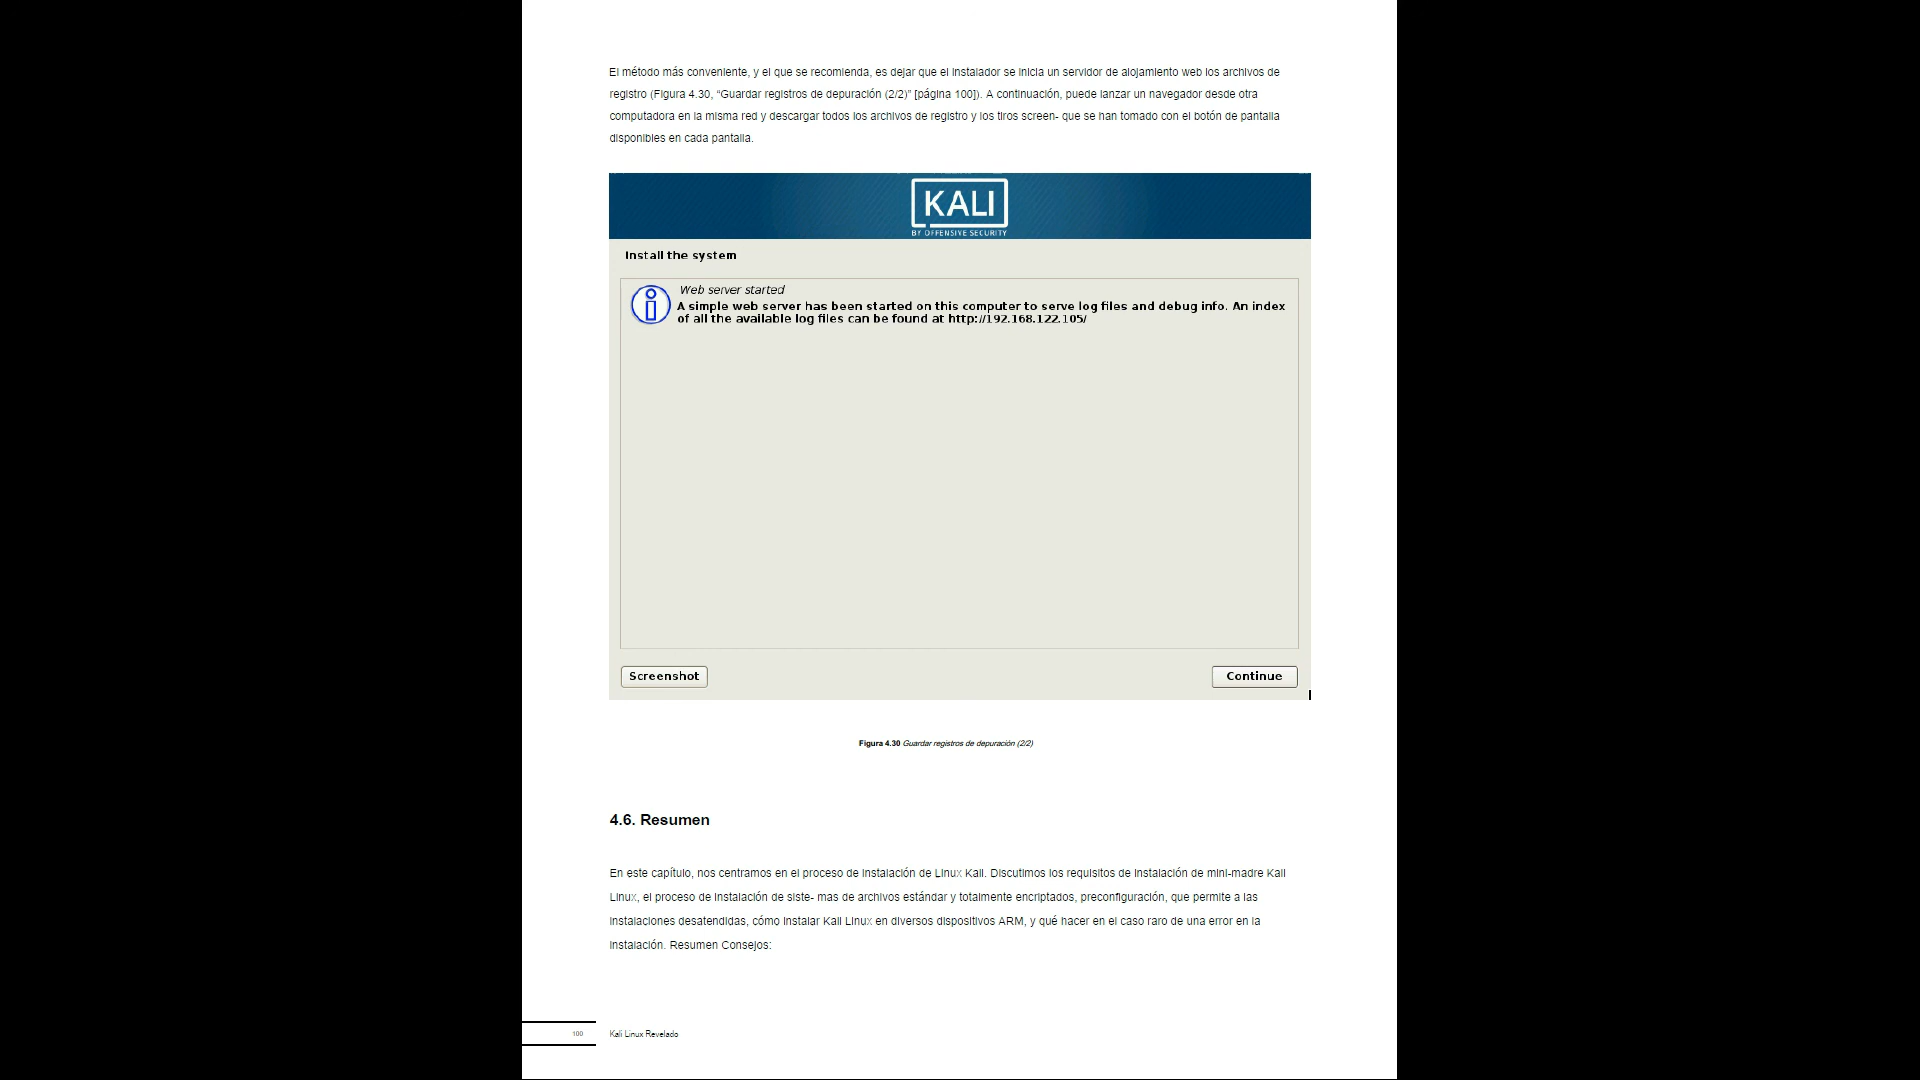 El método más conveniente, y el que se recomienda, es dejar que el instalador se inicia un servidor de alojamiento web los archivos de
registro (Figura 4.30, “Guardar registros de depuración (2/2)” [página 100]). A continuación, puede lanzar un navegador desde otra
computadora en la misma red y descargar todos los archivos de registro y los tiros screen- que se han tomado con el botón de pantalla
disponibles en cada pantalla.
KALI
BY OFFENSIVE SECURITY
Install the system
Web server started
A simple web server has been started on this computer to serve log files and debug info. An index
of all the available log files can be found at http://192.168.122.105/
Screenshot
Continue
Figura 4.30 Guardar registros de depuración (2/2)
4.6. Resumen
En este capítulo, nos centramos en el proceso de instalación de Linux Kali. Discutimos los requisitos de instalación de mini-madre Kali
Linux, el proceso de instalación de siste- mas de archivos estándar y totalmente encriptados, preconfiguración, que permite a las
instalaciones desatendidas, cómo instalar Kali Linux en diversos dispositivos ARM, y qué hacer en el caso raro de una error en la
instalación. Resumen Consejos:
100
Kali Linux Revelado